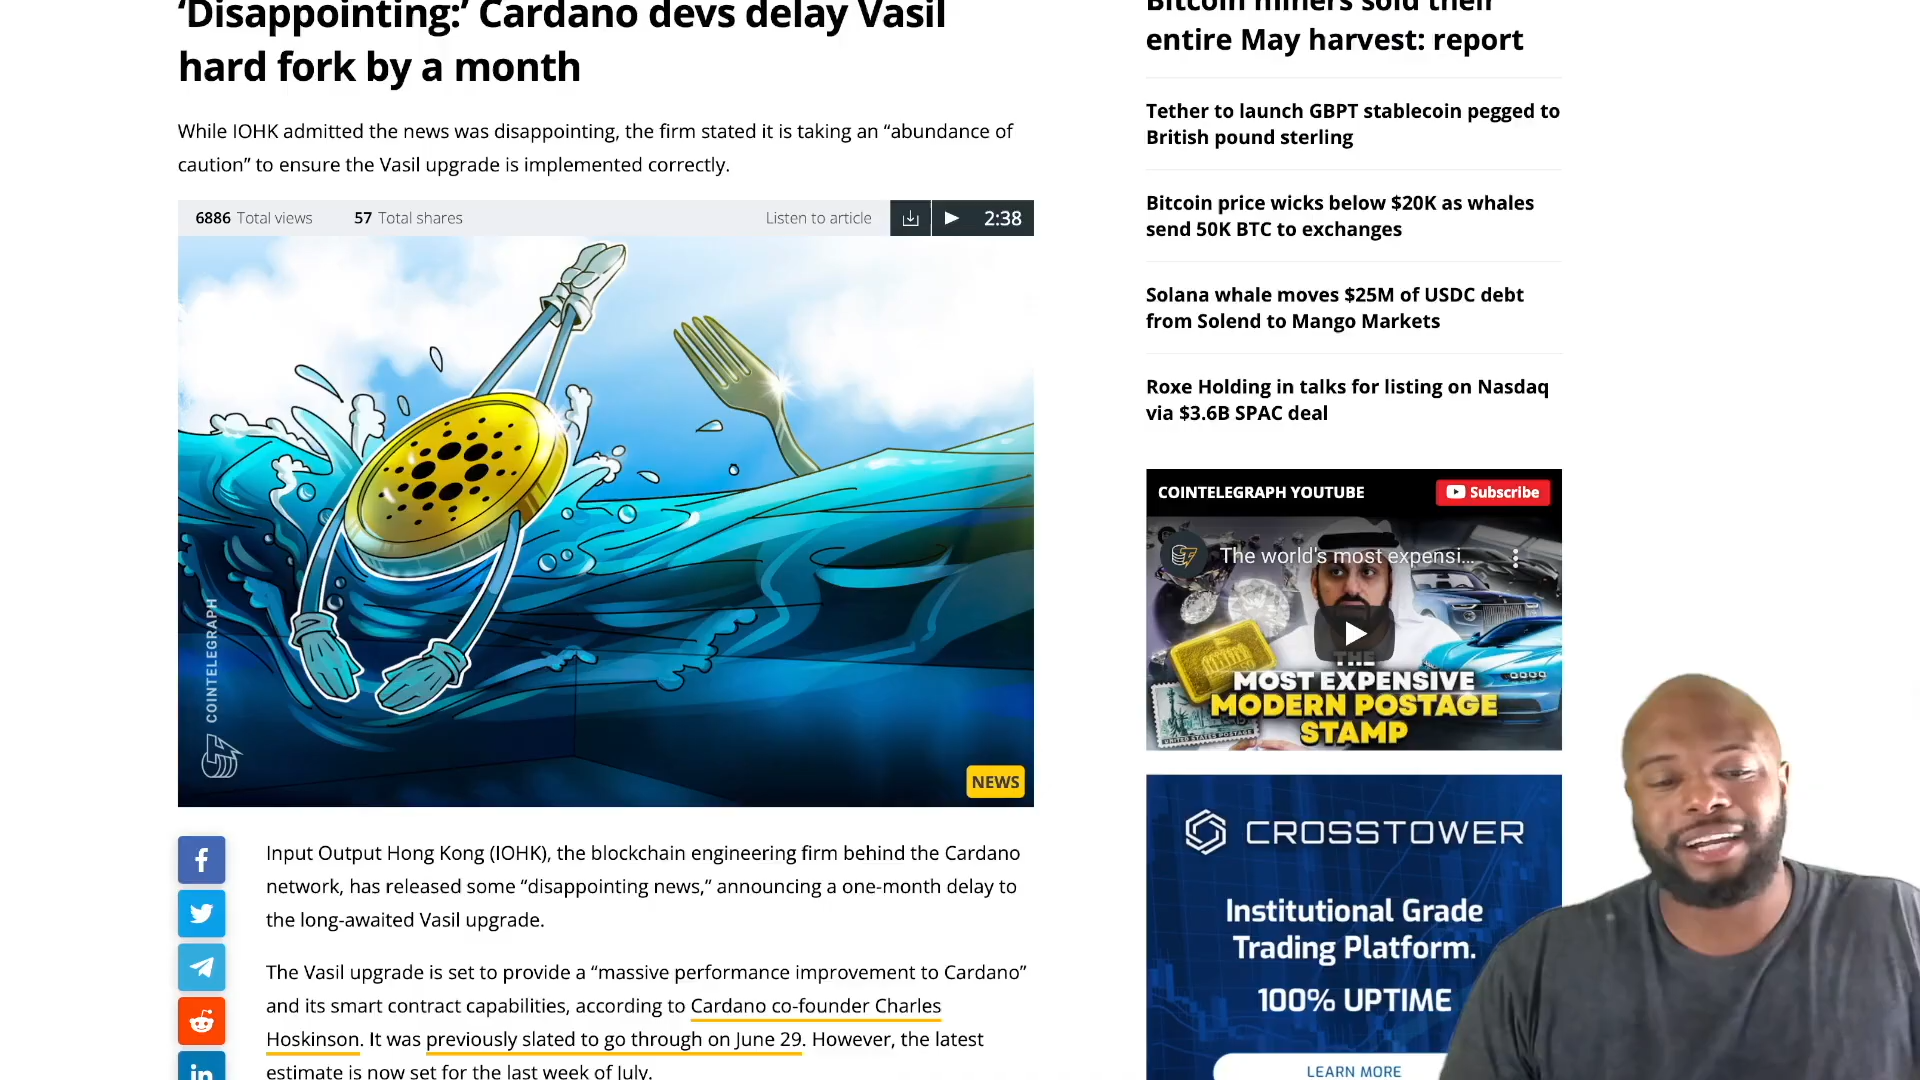 ‘Disappointing:’ Cardano devs delay Vasil
hard fork by a month
While IOHK admitted the news was disappointing, the firm stated it is taking an “abundance of
caution” to ensure the Vasil upgrade is implemented correctly.
6886 Total views
57 Total shares
Listen to article
2:38
COINTELEGRAPH
NEWS
Input Output Hong Kong (IOHK), the blockchain engineering firm behind the Cardano
network, has released some “disappointing news,” announcing a one-month delay to
the long-awaited Vasil upgrade.
The Vasil upgrade is set to provide a “massive performance improvement to Cardano”
and its smart contract capabilities, according to Cardano co-founder Charles
Hoskinson. It was previously slated to go through on June 29. However, the latest
estimate is now set for the last week of July.
Bitcoin miners sold their
entire May harvest: report
Tether to launch GBPT stablecoin pegged to
British pound sterling
Bitcoin price wicks below $20K as whales
send 50K BTC to exchanges
Solana whale moves $25M of USDC debt
from Solend to Mango Markets
Roxe Holding in talks for listing on Nasdaq
via $3.6B SPAC deal
COINTELEGRAPH YOUTUBE
Subscribe
The world's most expensi...
THE
MOST EXPENSIVE
MODERN POSTAGE
STAMP
UNITED STATES POSTAGE
CROSSTOWER
Institutional Grade
Trading Platform.
100% UPTIME
LEARN MORE